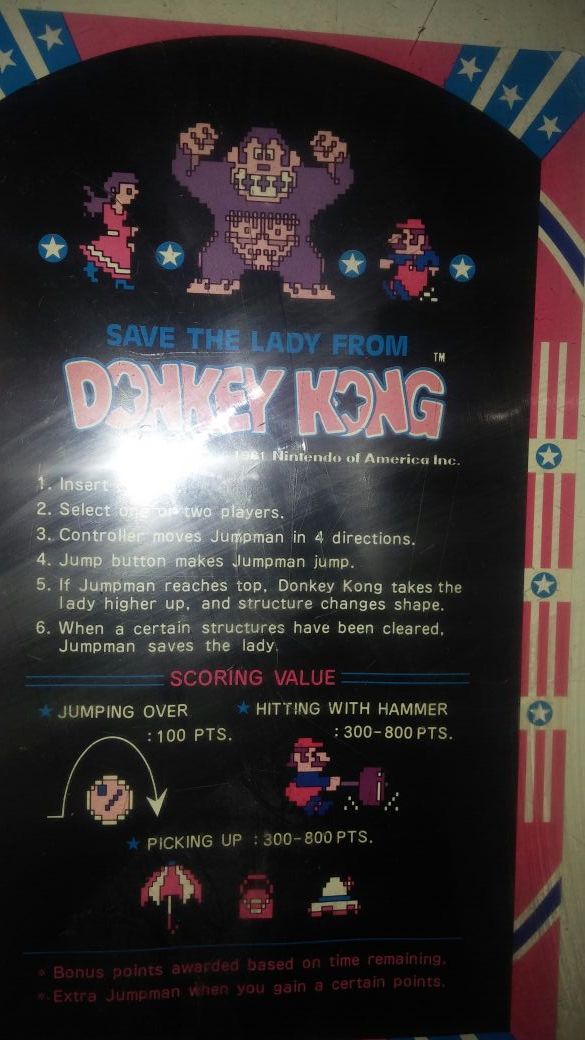 SAVE THE LADY FROM
DONKEY KONG TM
1981 Nintendo of America Inc.
1. Insert
2. Select one or two players.
3. Controller moves Jumpman in 4 directions.
4. Jump button makes Jumpman jump.
5. If Jumpman reaches top, Donkey Kong takes the
lady higher up, and structure changes shape.
6. When a certain structures have been cleared,
Jumpman saves the lady.
SCORING VALUE
★ JUMPING OVER
: 100 PTS.
★ HITTING WITH HAMMER
: 300-800 PTS.
★ PICKING UP : 300-800 PTS.
* Bonus points awarded based on time remaining.
* Extra Jumpman when you gain a certain points.